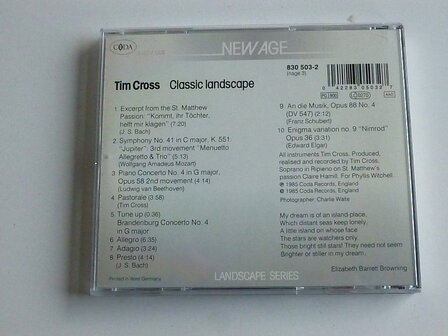 CODA
NEW AGE
830 503-2
(nage 3)
0 42283 05032 7
Tim Cross Classic landscape
1 Excerpt from the St. Matthew
Passion: "Kommt, ihr Töchter,
helft mir klagen" (7:20)
(J. S. Bach)
2 Symphony No. 41 in C major, K. 551
"Jupiter": 3rd movement "Menuetto
Allegretto & Trio" (5:13)
(Wolfgang Amadeus Mozart)
3 Piano Concerto No. 4 in G major,
Opus 58 2nd movement (4:14)
(Ludwig van Beethoven)
4 Pastorale (3:58)
(Tim Cross)
5 Tune up (0:36)
Brandenburg Concerto No. 4
in G major
6 Allegro (6:35)
7 Adagio (3:24)
8 Presto (4:14)
(J. S. Bach)
Printed in West Germany
9 An die Musik, Opus 88 No. 4
(DV 547) (2:12)
(Franz Schubert)
10 Enigma variation no. 9 "Nimrod"
Opus 36 (3:31)
(Edward Elgar)
All instruments Tim Cross. Produced,
realised and recorded by Tim Cross.
Soprano in Ripieno on St. Matthew's
passion Claire Hamill. For Phyllis Witchell.
℗ 1985 Coda Records, England
© 1985 Coda Records, England
Photographer: Charlie Waite
My dream is of an island-place,
Which distant seas keep lonely.
A little island on whose face
The stars are watchers only.
Those bright still stars! They need not seem
Brighter or stiller in my dream.
Elizabeth Barrett Browning
LANDSCAPE SERIES